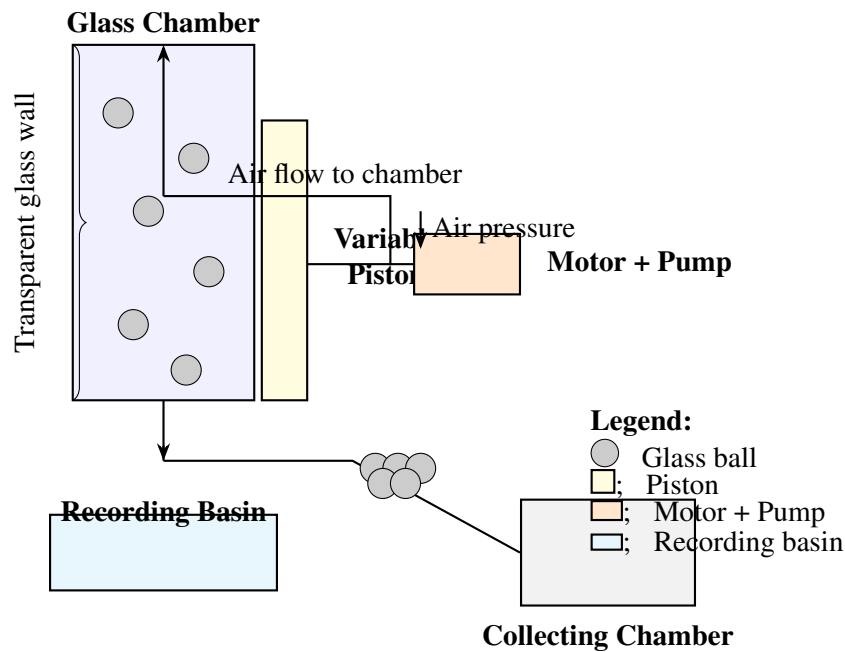 Glass Chamber
Transparent glass wall
Air flow to chamber
Air pressure
Motor + Pump
Legend:
Glass ball
; Piston
; Motor + Pump
; Recording basin
Recording Basin
Collecting Chamber